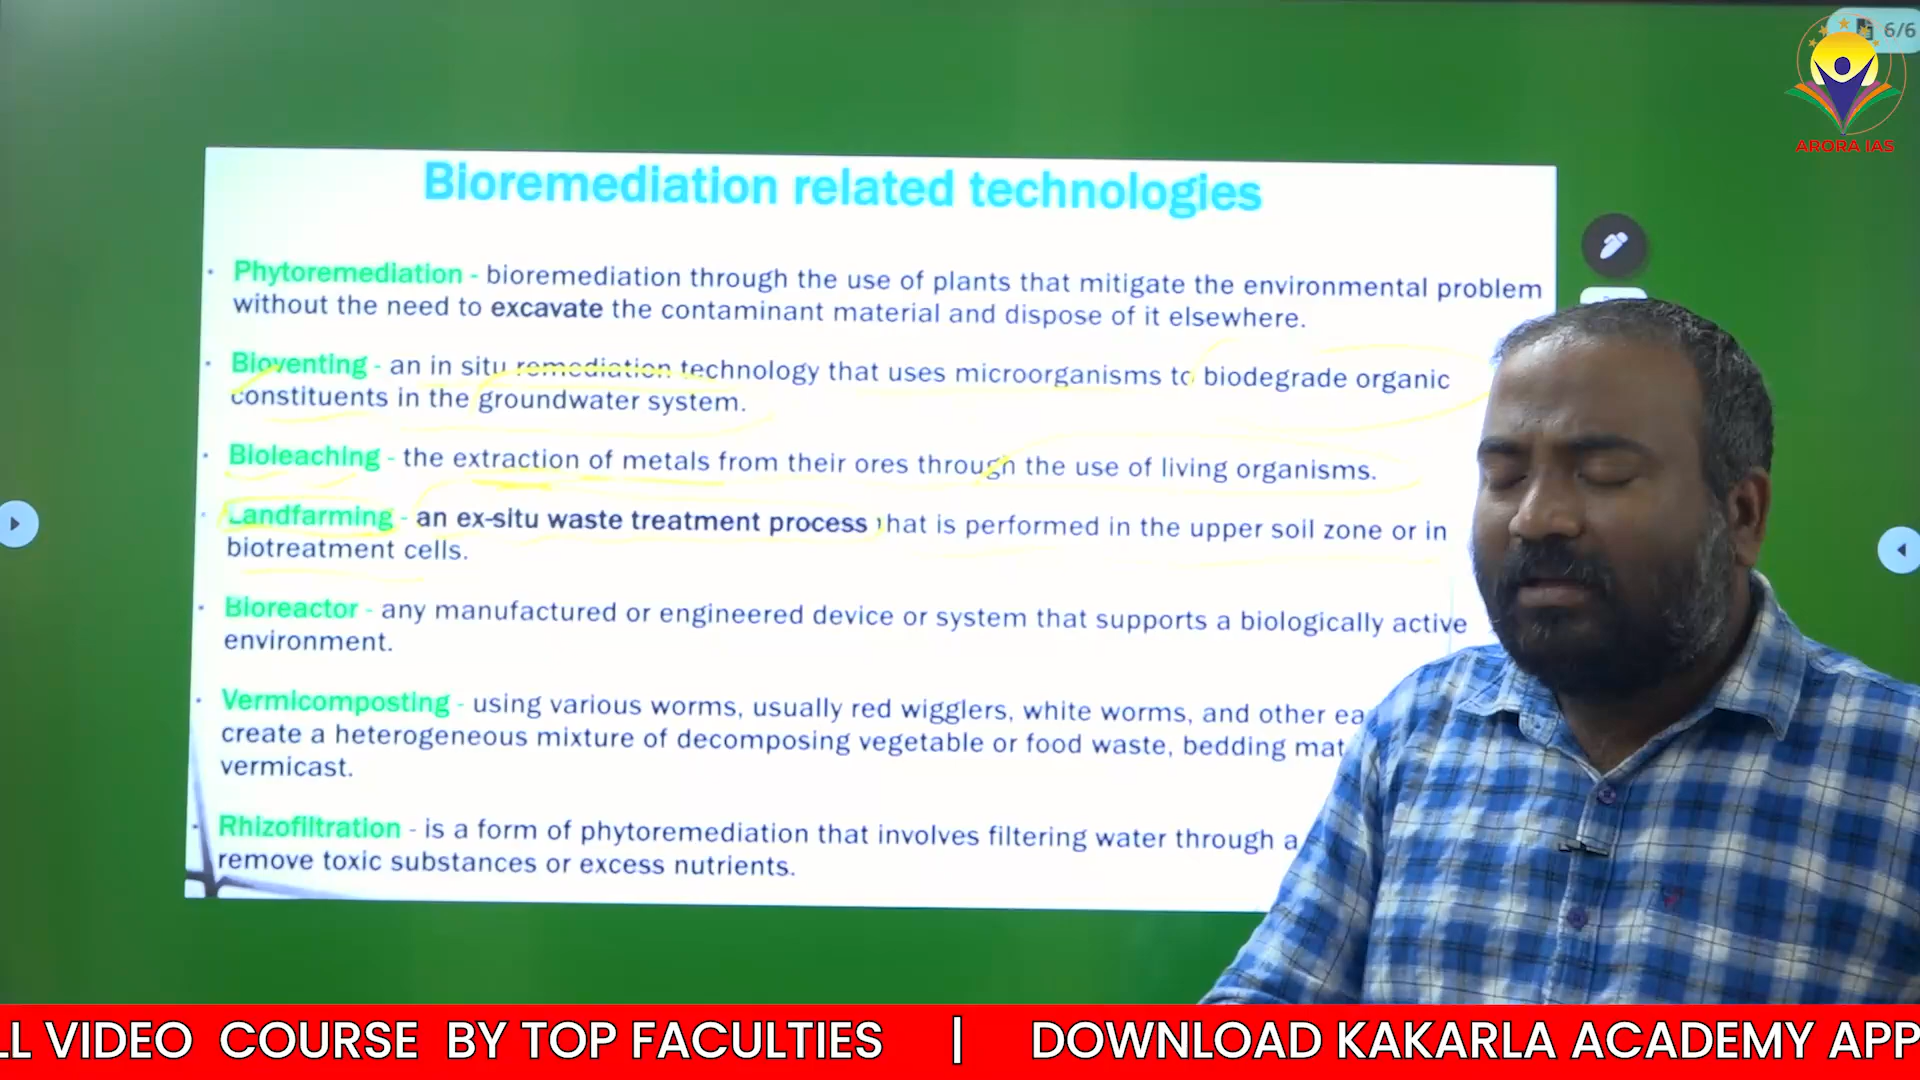 6/6
ARORA IAS
Bioremediation related technologies
• Phytoremediation - bioremediation through the use of plants that mitigate the environmental problem
without the need to excavate the contaminant material and dispose of it elsewhere.
• Bioventing - an in situ remediation technology that uses microorganisms to biodegrade organic
constituents in the groundwater system.
• Bioleaching - the extraction of metals from their ores through the use of living organisms.
• Landfarming - an ex-situ waste treatment process that is performed in the upper soil zone or in
biotreatment cells.
• Bioreactor - any manufactured or engineered device or system that supports a biologically active
environment.
• Vermicomposting - using various worms, usually red wigglers, white worms, and other
create a heterogeneous mixture of decomposing vegetable or food waste, bedding
vermicast.
• Rhizofiltration - is a form of phytoremediation that involves filtering water through a
remove toxic substances or excess nutrients.
VIDEO COURSE BY TOP FACULTIES | DOWNLOAD KAKARLA ACADEMY APP